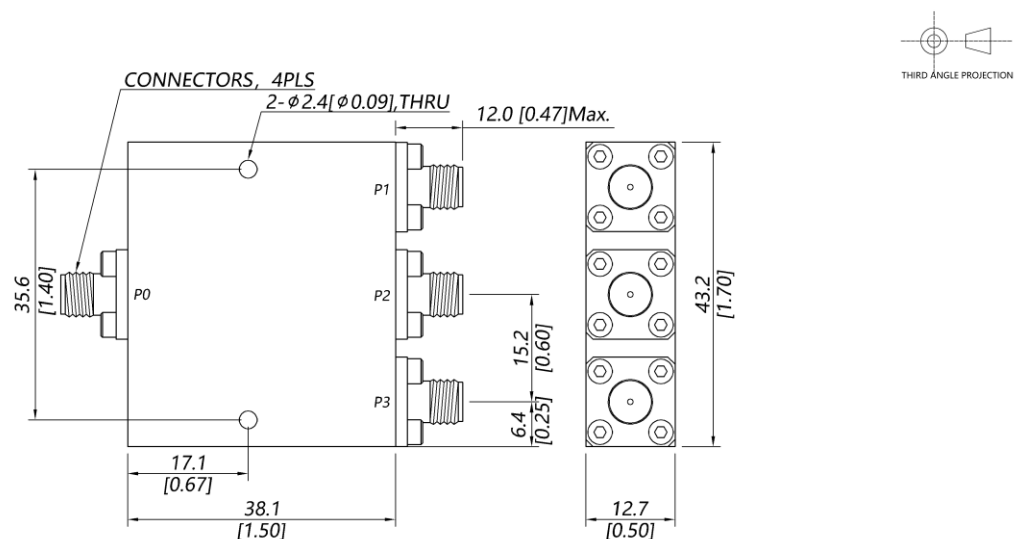 THIRD ANGLE PROJECTION
CONNECTORS, 4PLS
2-ϕ2.4[ϕ0.09],THRU
12.0 [0.47]Max.
P1
P0
P2
P3
35.6
[1.40]
15.2
[0.60]
6.4
[0.25]
43.2
[1.70]
17.1
[0.67]
38.1
[1.50]
12.7
[0.50]